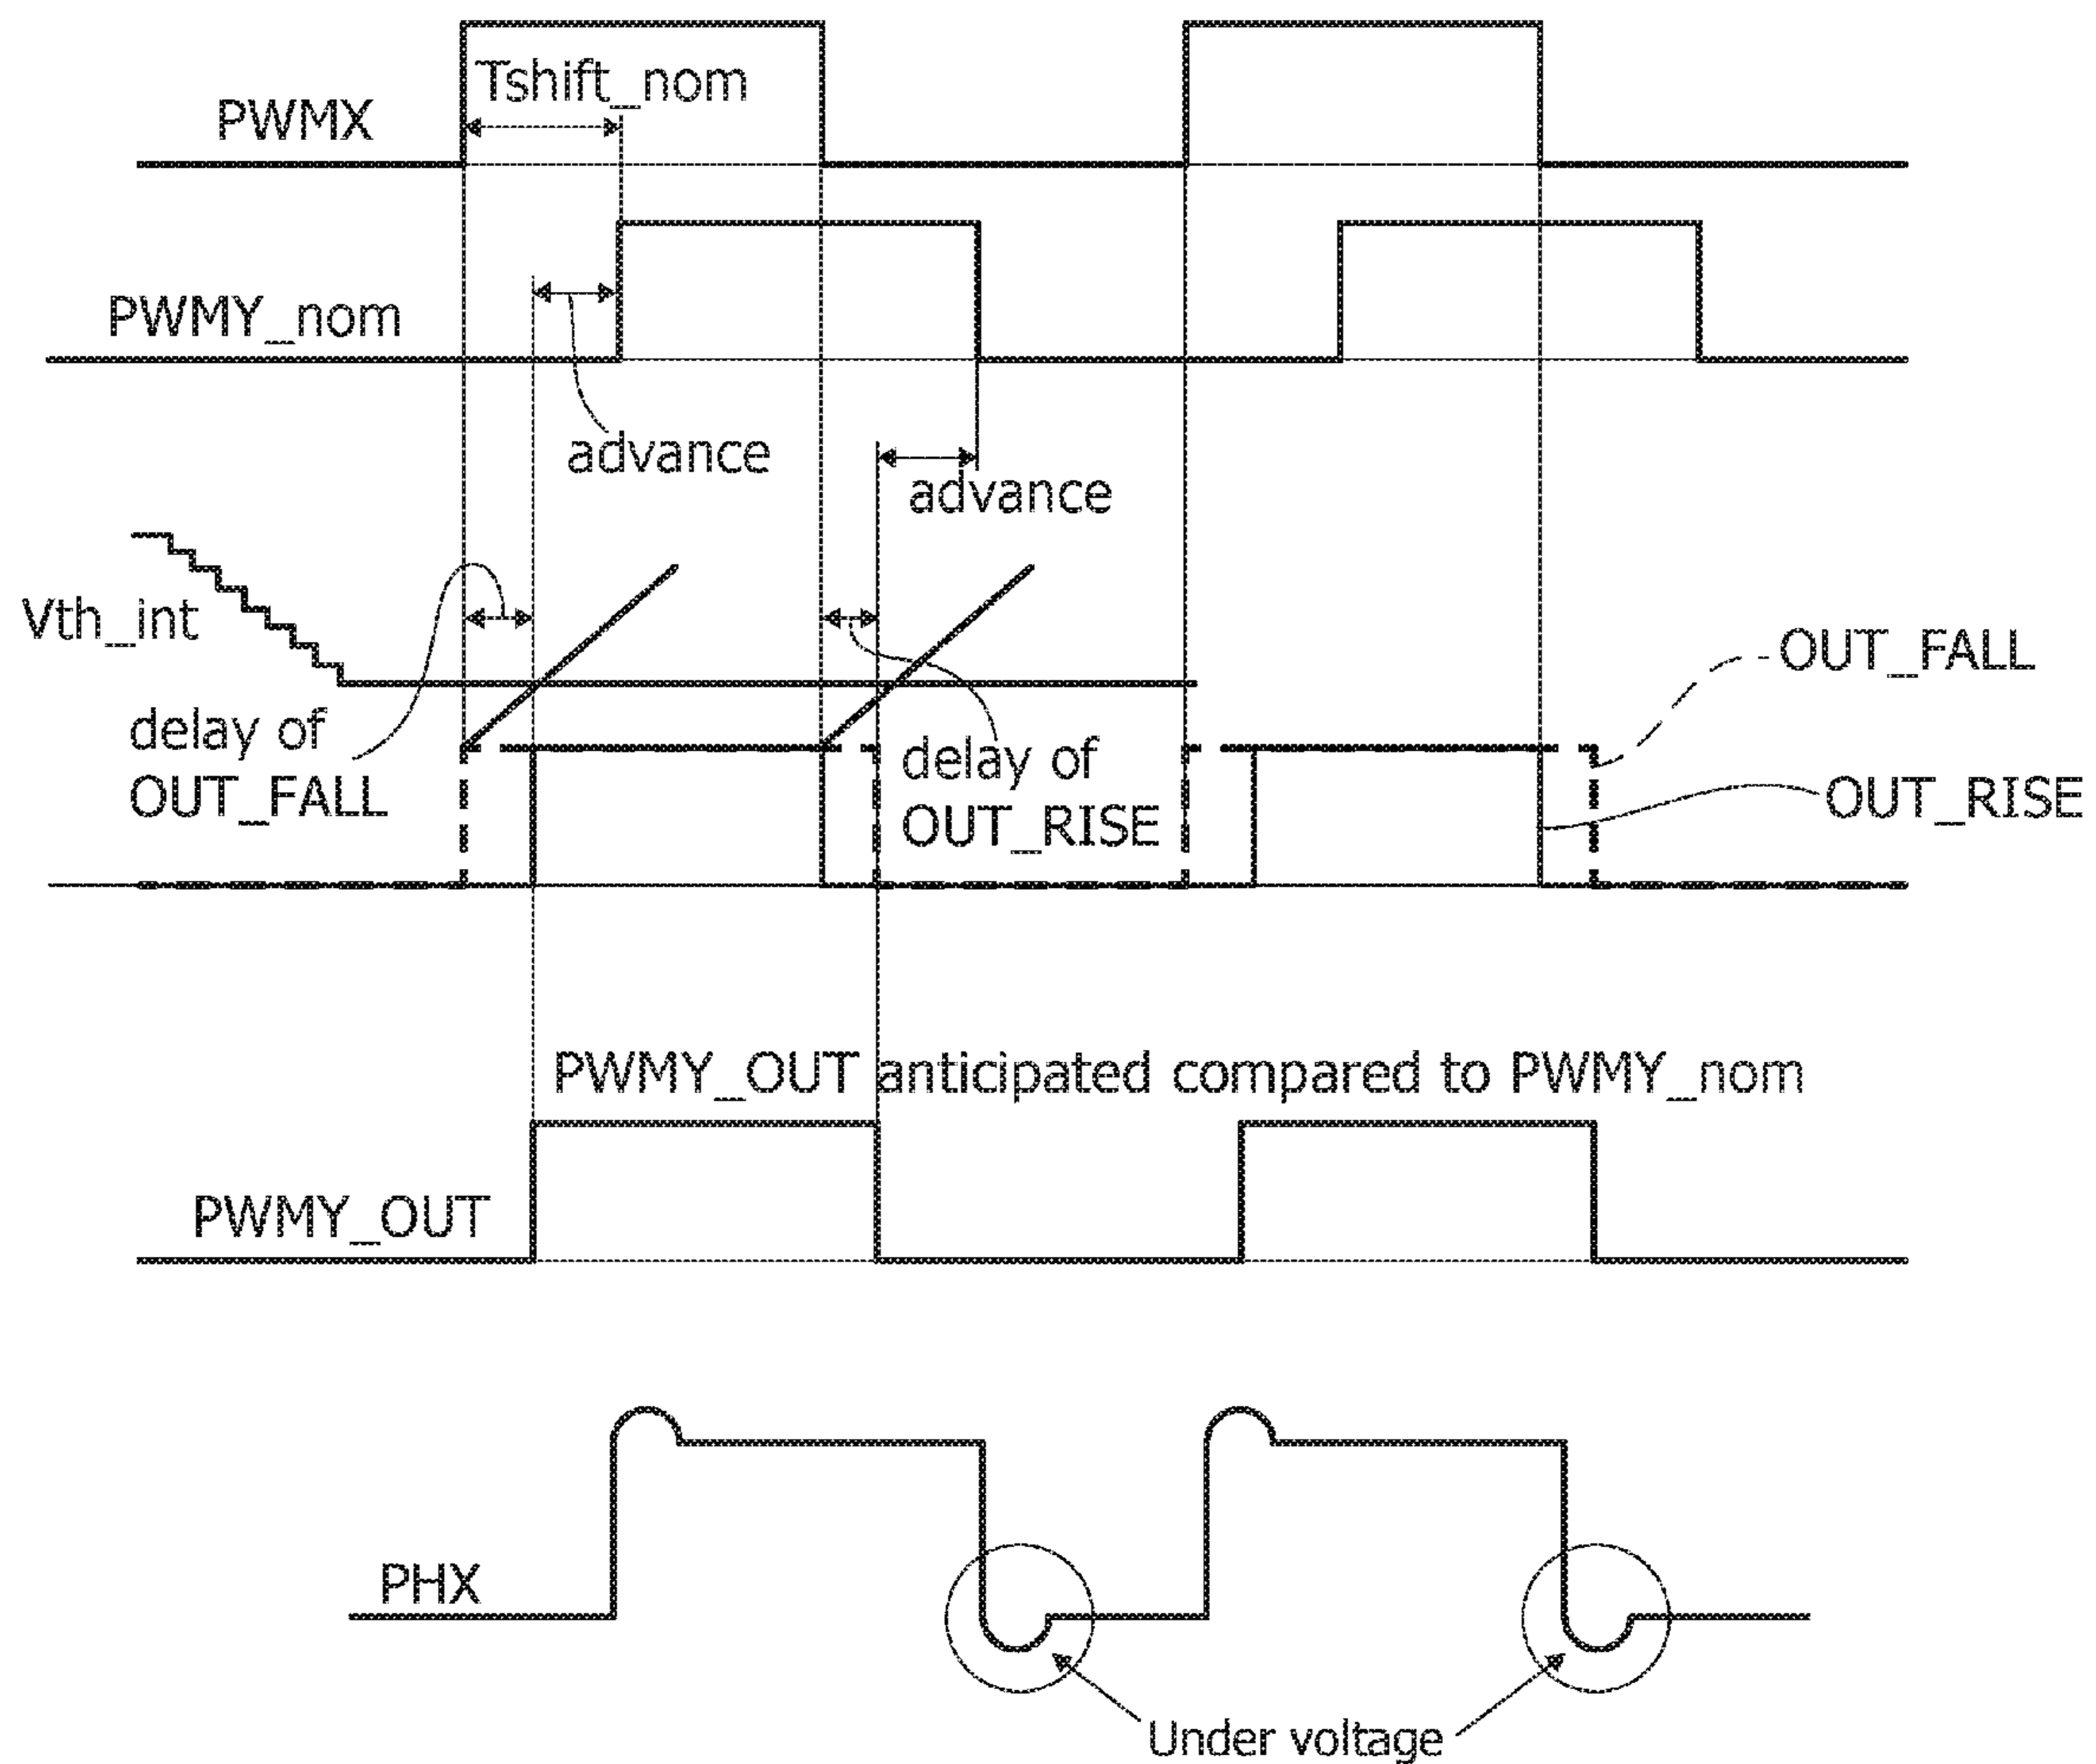 Tshift_nom
PWMX
PWMY_nom
advance
advance
Vth_int
OUT_FALL
delay of
OUT_FALL
delay of
OUT_RISE
OUT_RISE
PWMY_OUT anticipated compared to PWMY_nom
PWMY_OUT
PHX
Under voltage